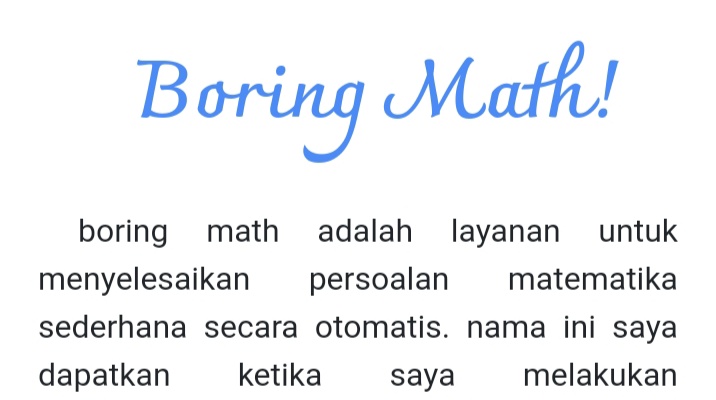 Boring Math!
boring math adalah layanan untuk
menyelesaikan persoalan matematika
sederhana secara otomatis. nama ini saya
dapatkan ketika saya melakukan